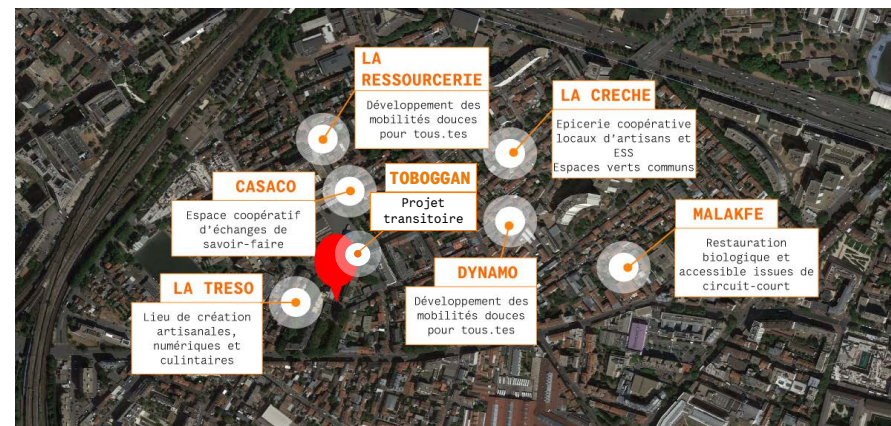 LA
RESSOURCERIE
Développement des
mobilités douces
pour tous.tes
LA CRECHE
Epicerie coopérative
locaux d'artisans et
ESS
Espaces verts communs
CASACO
Espace coopératif
d'échanges de
savoir-faire
TOBOGGAN
Projet
transitoire
MALAKFE
Restauration
biologique et
accessible issues de
circuit-court
DYNAMO
Développement des
mobilités douces
pour tous.tes
LA TRESO
Lieu de création
artisanales,
numériques et
culintaires